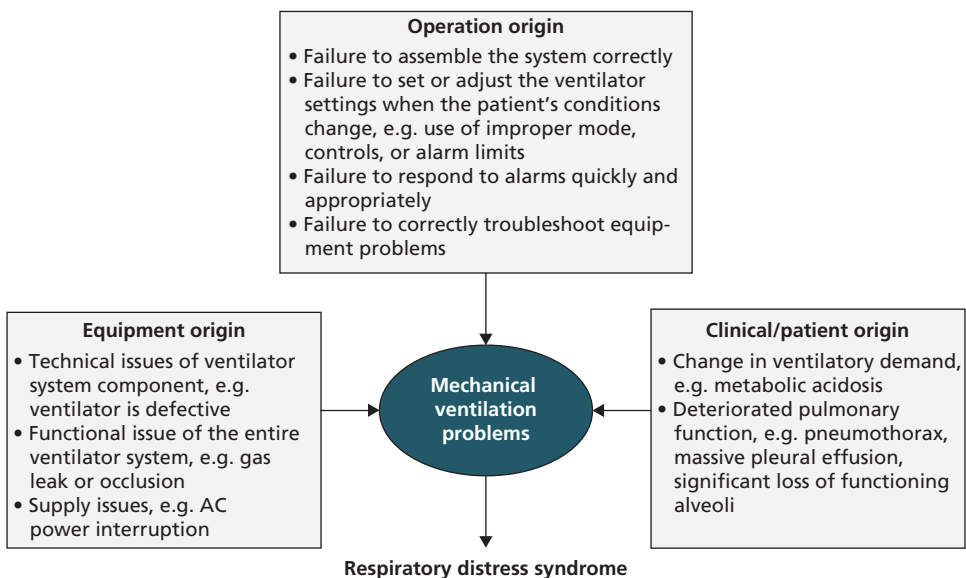 Operation origin
• Failure to assemble the system correctly
• Failure to set or adjust the ventilator
settings when the patient’s conditions
change, e.g. use of improper mode,
controls, or alarm limits
• Failure to respond to alarms quickly and
appropriately
• Failure to correctly troubleshoot equip-
ment problems
Equipment origin
• Technical issues of ventilator
system component, e.g.
ventilator is defective
• Functional issue of the entire
ventilator system, e.g. gas
leak or occlusion
• Supply issues, e.g. AC
power interruption
Mechanical
ventilation
problems
Clinical/patient origin
• Change in ventilatory demand,
e.g. metabolic acidosis
• Deteriorated pulmonary
function, e.g. pneumothorax,
massive pleural effusion,
significant loss of functioning
alveoli
Respiratory distress syndrome